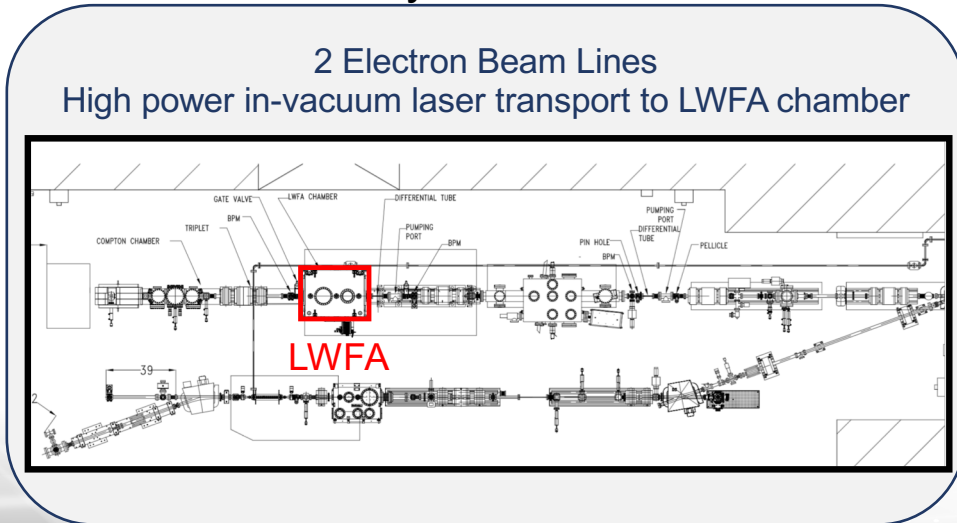 2 Electron Beam Lines
High power in-vacuum laser transport to LWFA chamber
GATE VALVE
LWFA CHAMBER
DIFFERENTIAL TUBE
BPM
TRIPLET
COMPTON CHAMBER
PUMPING
PORT
BPM
PUMPING
PORT
DIFFERENTIAL
TUBE
PIN HOLE
BPM
PELLICLE
LWFA
39
2